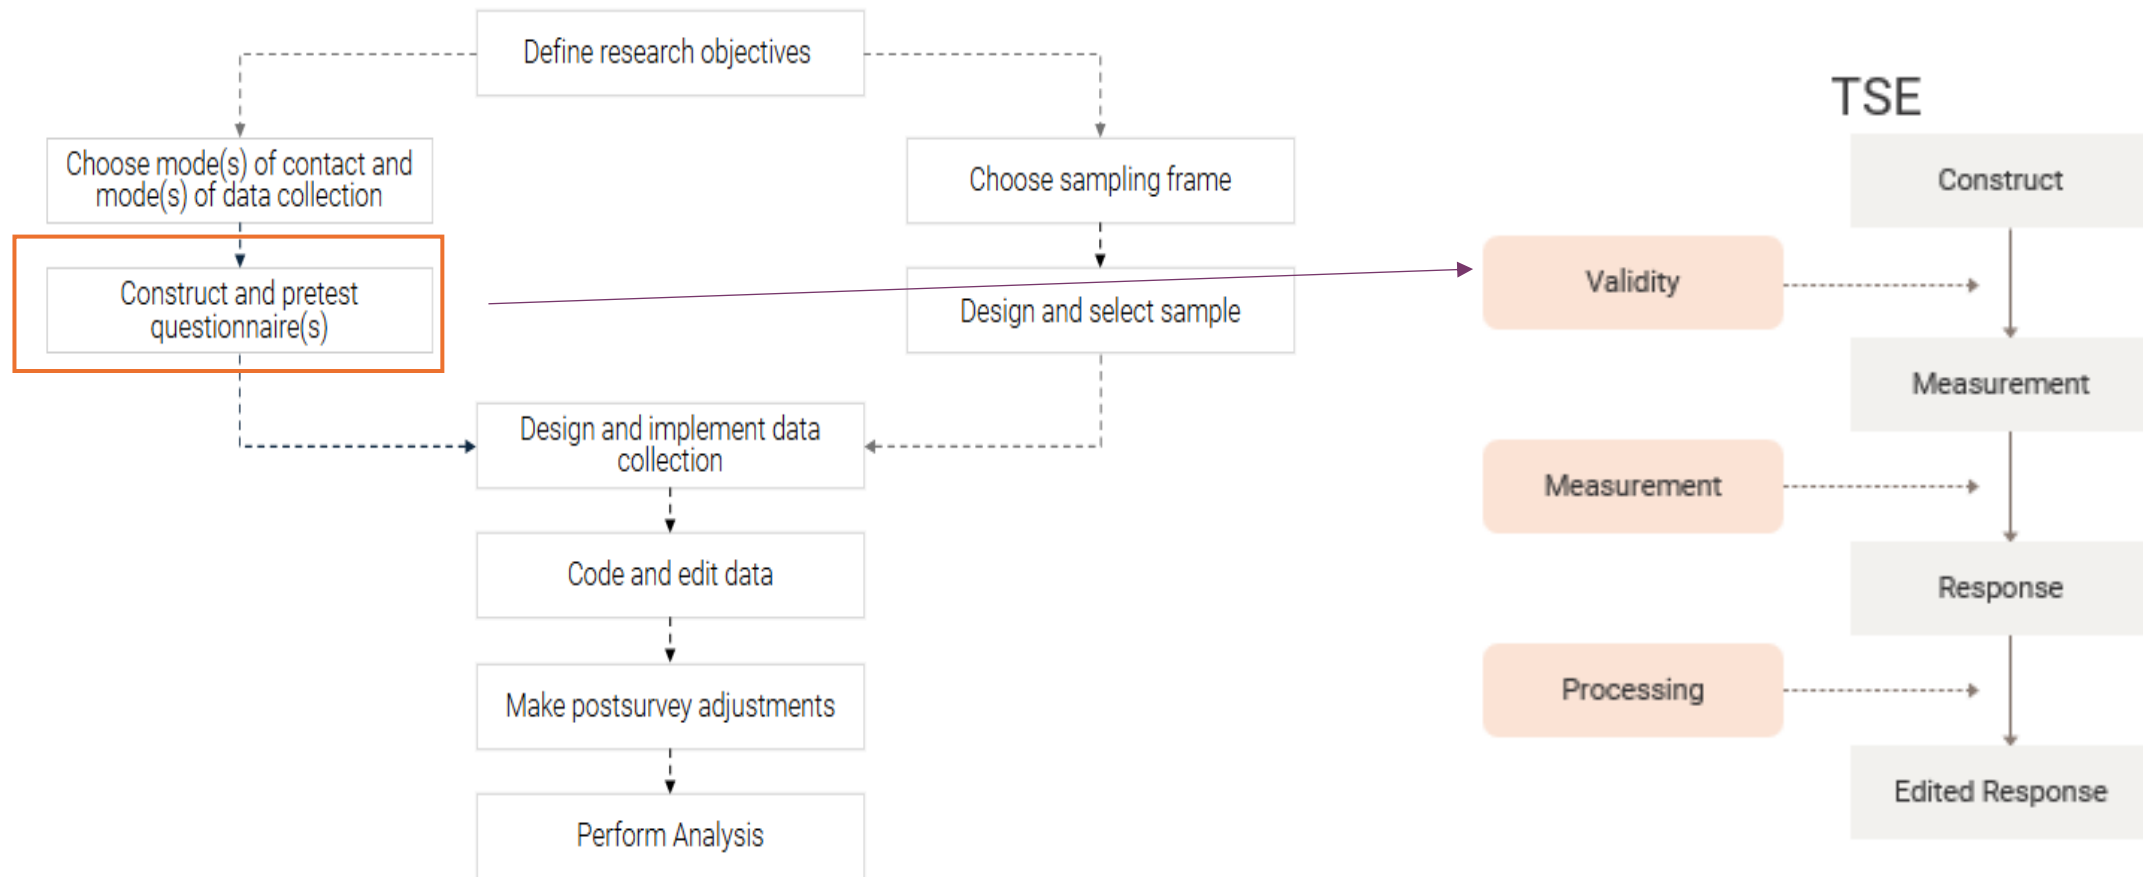 Define research objectives
Choose mode(s) of contact and
mode(s) of data collection
Choose sampling frame
Construct and pretest
questionnaire(s)
Design and select sample
Design and implement data
collection
Code and edit data
Make postsurvey adjustments
Perform Analysis
TSE
Construct
Validity
Measurement
Measurement
Response
Processing
Edited Response